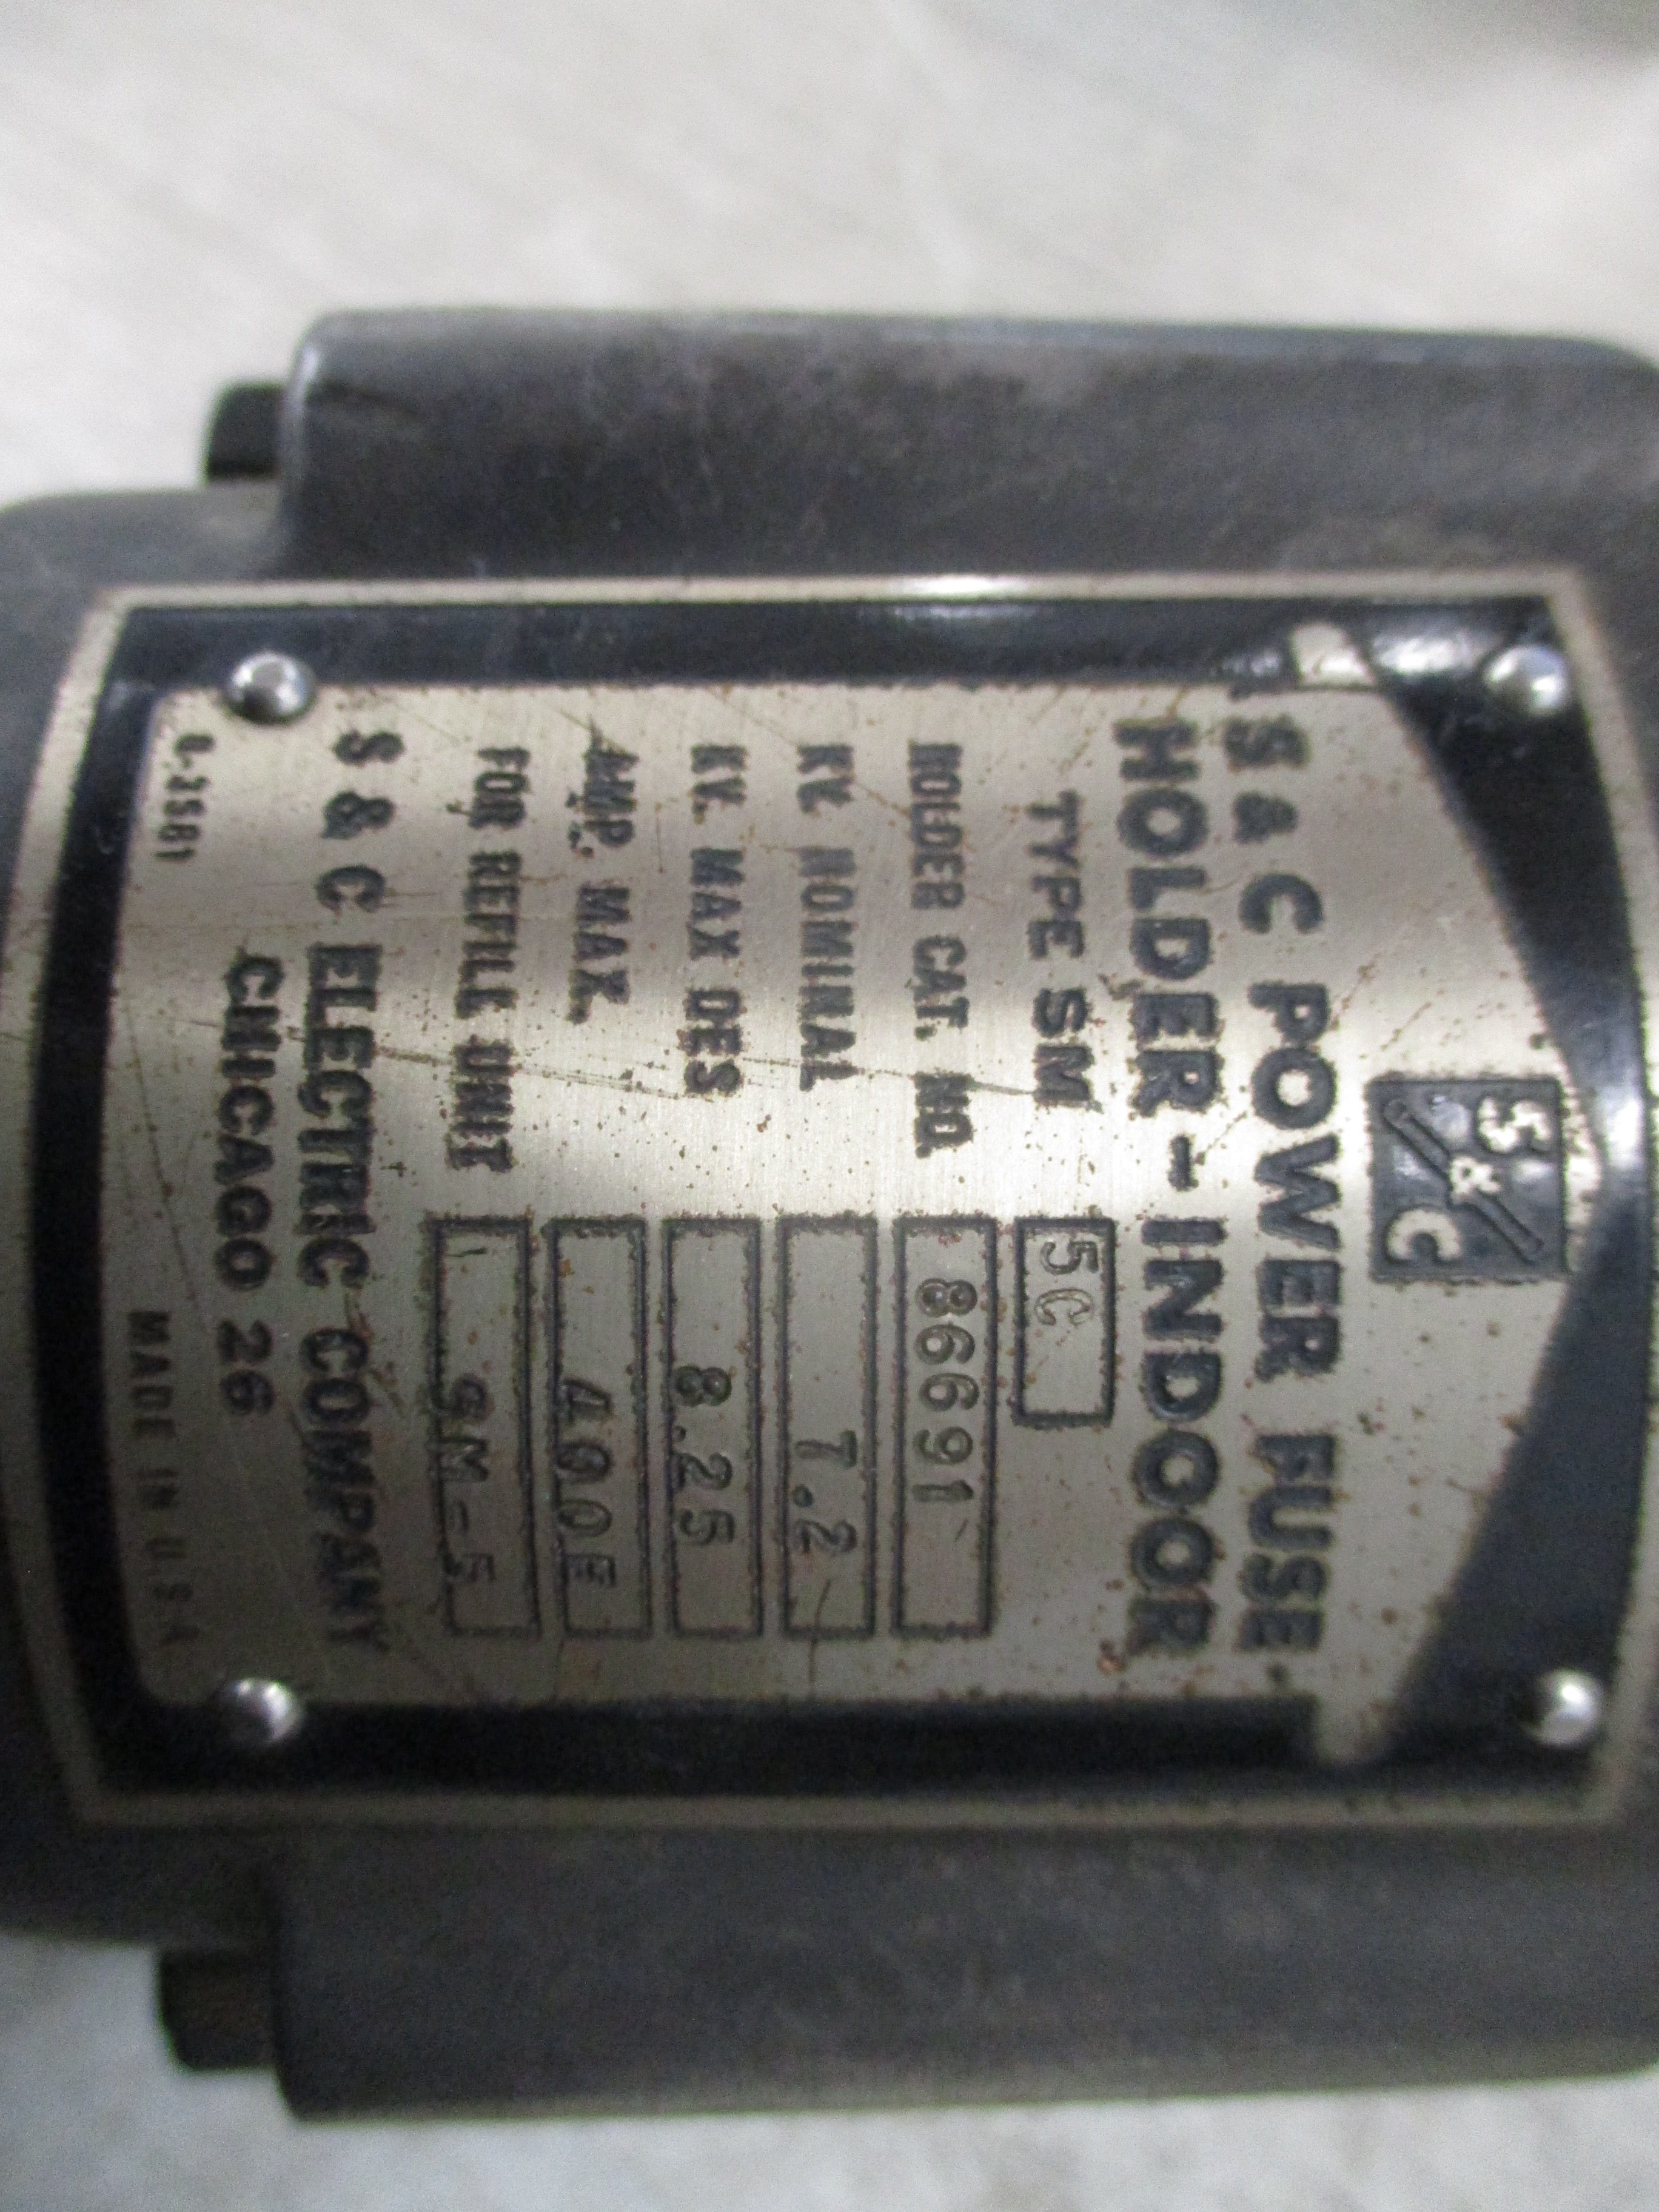 S & C
S & C POWER FUSE
HOLDER - INDOOR
TYPE SM 5C
HOLDER CAT. NO. 86691
KV. NOMINAL 7.2
KV. MAX DES 8.25
AMP. MAX. 400E
FOR REFILL UNIT SM-5
S & C ELECTRIC COMPANY
CHICAGO 26
MADE IN U.S.A.